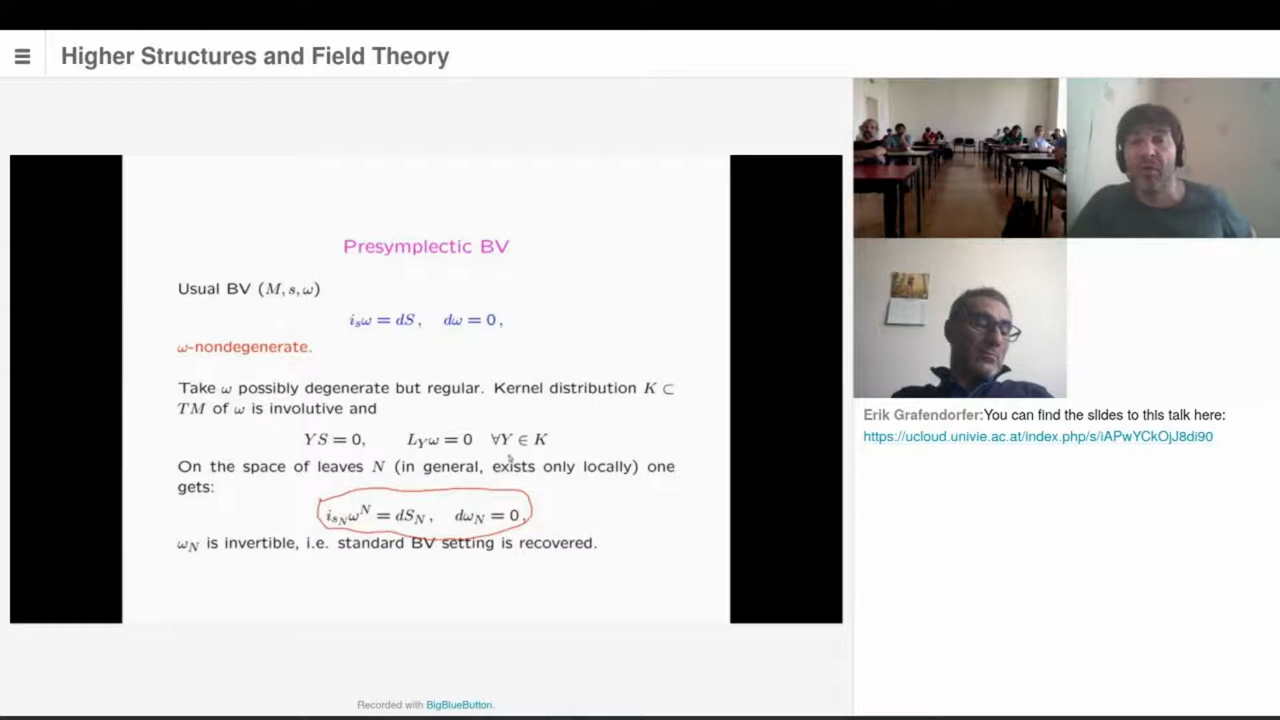 Higher Structures and Field Theory
Presymplectic BV
Usual BV (M, s, ω)
i_sω = dS ,    dω = 0 ,
ω-nondegenerate.
Take ω possibly degenerate but regular. Kernel distribution K ⊂
TM of ω is involutive and
YS = 0,    L_Yω = 0   ∀Y ∈ K
On the space of leaves N (in general, exists only locally) one
gets:
i_{s_N}ω^N = dS_N ,    dω_N = 0 ,
ω_N is invertible, i.e. standard BV setting is recovered.
Erik Grafendorfer:You can find the slides to this talk here:
https://ucloud.univie.ac.at/index.php/s/iAPwYCkOjJ8di90
Recorded with BigBlueButton.